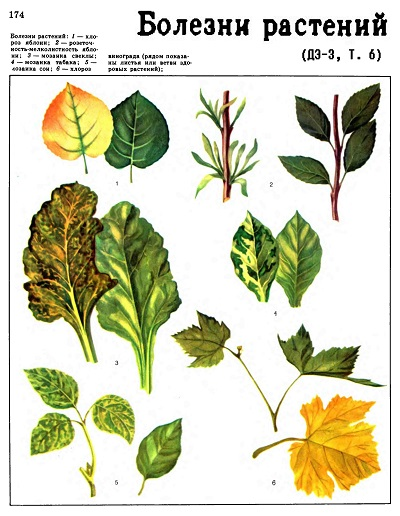 174
Болезни растений
(ДЭ-3, Т. 6)
Болезни растений: 1 — хло-
роз яблони; 2 — розеточ-
ность-мелколистность ябло-
ни; 3 — мозаика свеклы;
4 — мозаика табака; 5 —
мозаика сои; 6 — хлороз
винограда (рядом показа-
ны листья или ветви здо-
ровых растений);
1
2
3
4
5
6